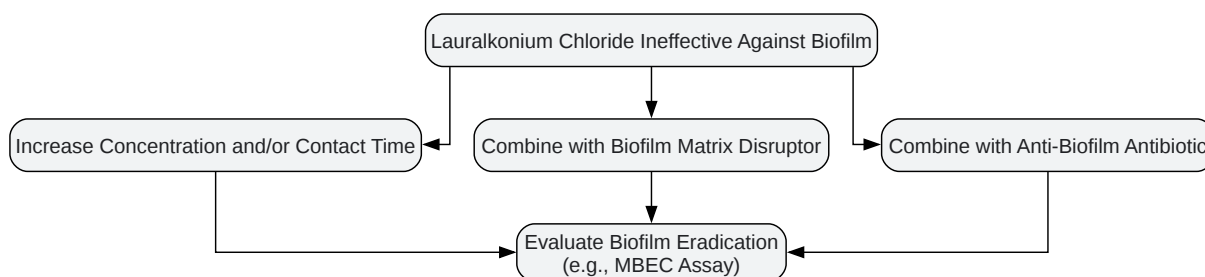 Lauralkonium Chloride Ineffective Against Biofilm
Increase Concentration and/or Contact Time
Combine with Biofilm Matrix Disruptor
Combine with Anti-Biofilm Antibiotic
Evaluate Biofilm Eradication
(e.g., MBEC Assay)